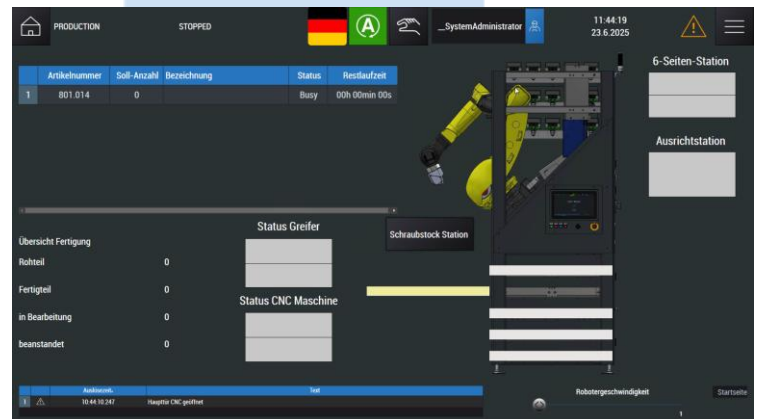 PRODUCTION STOPPED __SystemAdministrator 11:44:19
23.6.2025
6-Seiten-Station
Artikelnummer Soll-Anzahl Bezeichnung Status Restlaufzeit
1 801.014 0 Busy 00h 00min 00s
Ausrichtstation
Status Greifer
Schraubstock Station
Übersicht Fertigung
Rohteil 0
Fertigteil 0
Status CNC Maschine
in Bearbeitung 0
beanstandet 0
Text
1 10:44:10.247 Haupttür CNC geöffnet
Robotergeschwindigkeit
Startseite
1